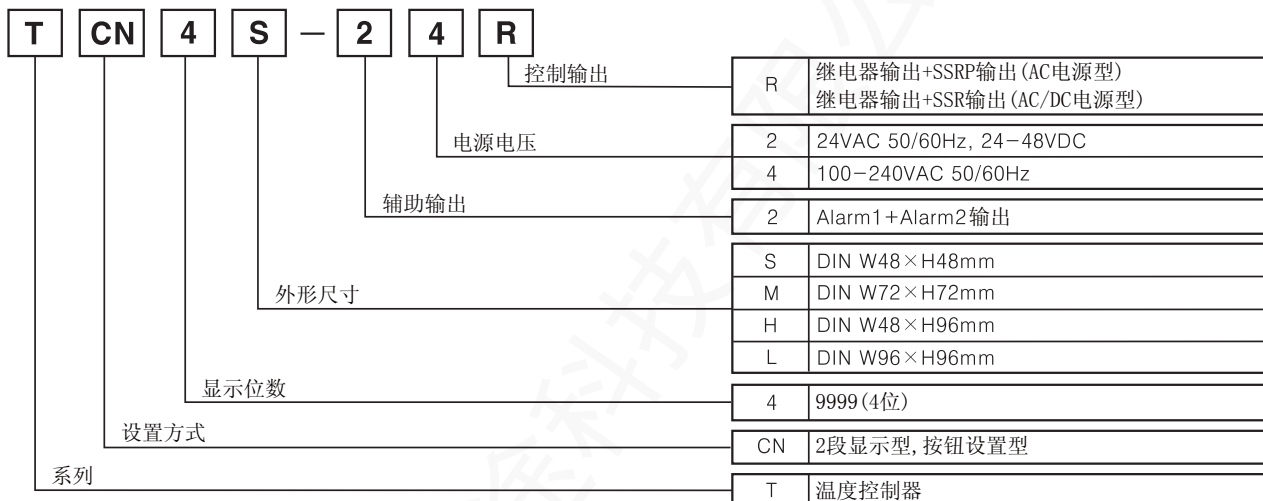 T CN 4 S - 2 4 R
控制输出
R 继电器输出+SSRP输出(AC电源型)
继电器输出+SSR输出(AC/DC电源型)
电源电压
2 24VAC 50/60Hz, 24-48VDC
4 100-240VAC 50/60Hz
辅助输出
2 Alarm1+Alarm2输出
外形尺寸
S DIN W48×H48mm
M DIN W72×H72mm
H DIN W48×H96mm
L DIN W96×H96mm
显示位数
4 9999(4位)
设置方式
CN 2段显示型,按钮设置型
系列
T 温度控制器